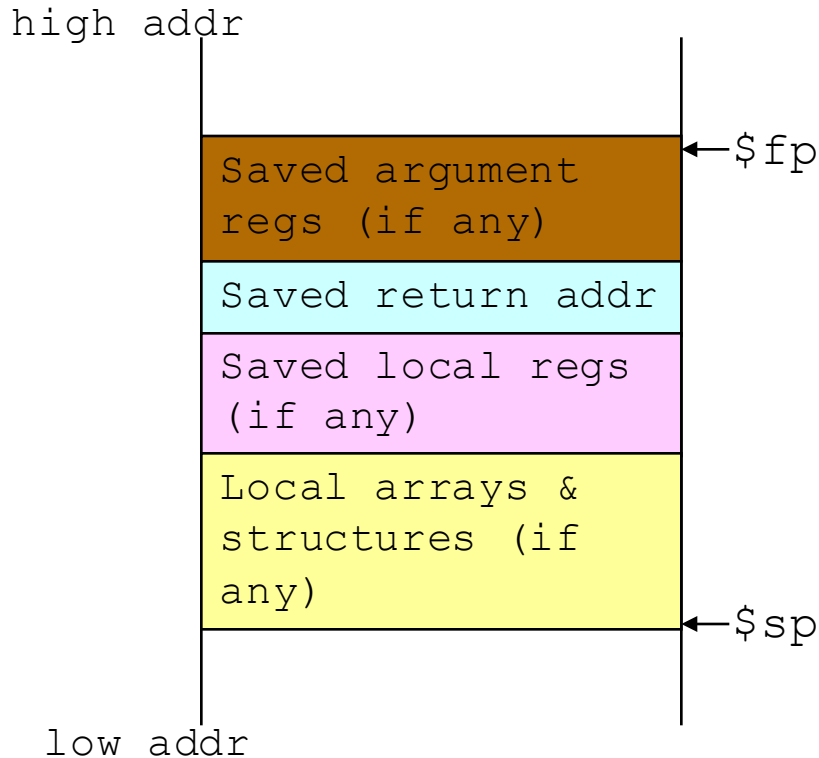 high addr
$fp
Saved argument
regs (if any)
Saved return addr
Saved local regs
(if any)
Local arrays &
structures (if
any)
$sp
low addr